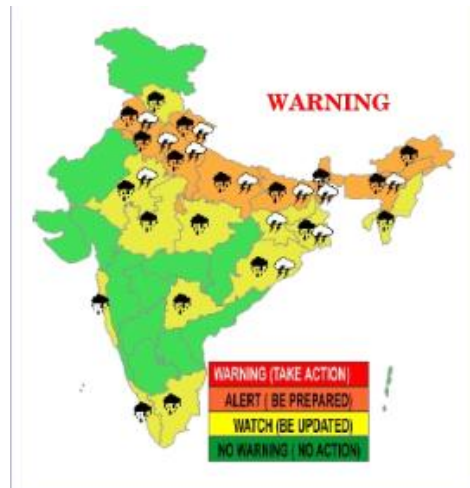 WARNING
WARNING (TAKE ACTION)
ALERT ( BE PREPARED)
WATCH (BE UPDATED)
NO WARNING ( NO ACTION)